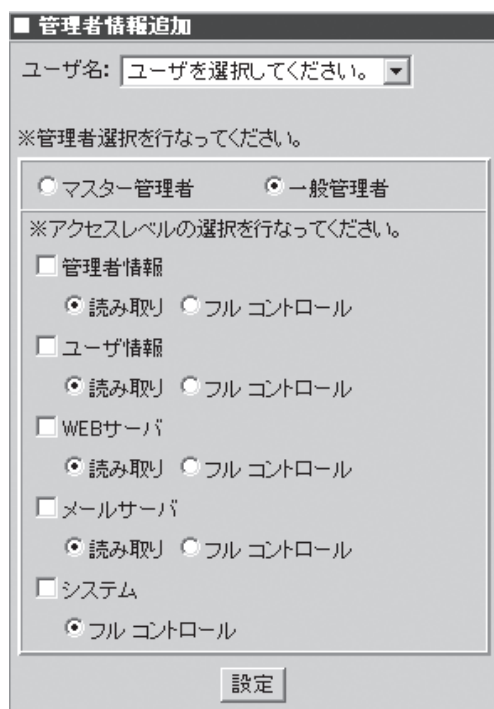 ■ 管理者情報追加
ユーザ名: ユーザを選択してください。
※管理者選択を行なってください。
マスター管理者 一般管理者
※アクセスレベルの選択を行なってください。
管理者情報
読み取り フル コントロール
ユーザ情報
読み取り フル コントロール
WEBサーバ
読み取り フル コントロール
メールサーバ
読み取り フル コントロール
システム
フル コントロール
設定